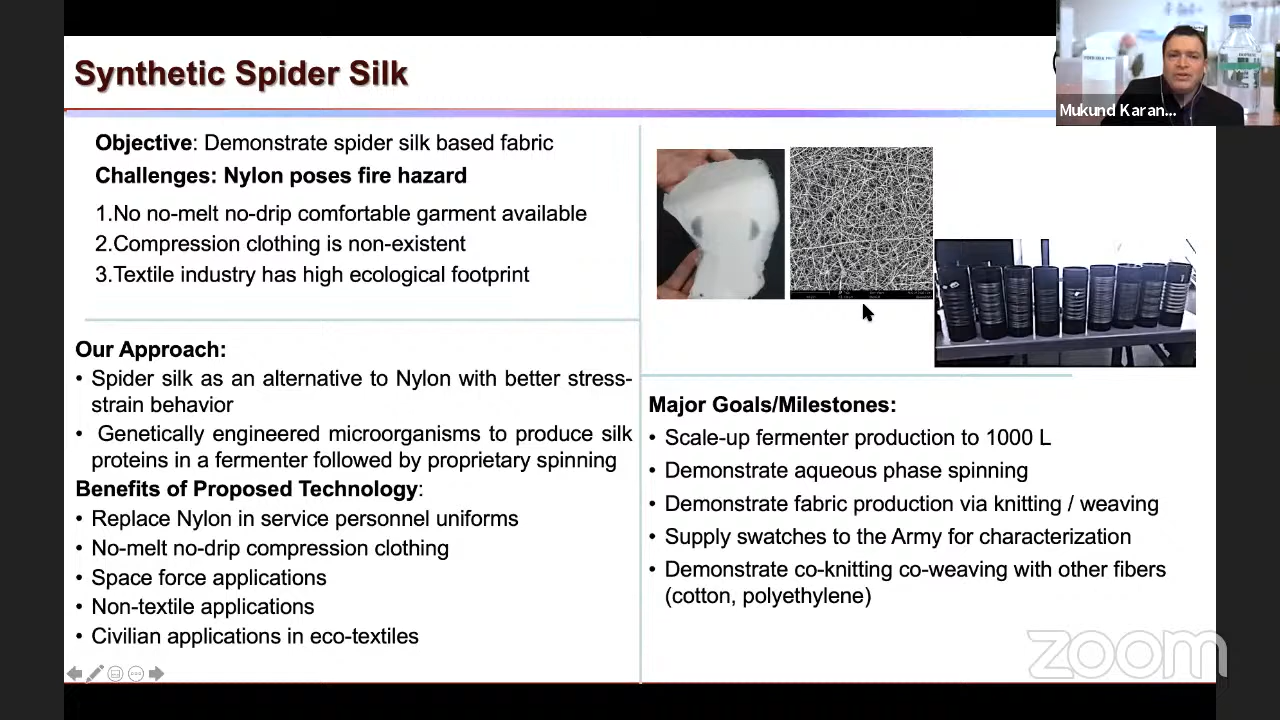 Synthetic Spider Silk
Mukund Karan...
Objective: Demonstrate spider silk based fabric
Challenges: Nylon poses fire hazard
1.No no-melt no-drip comfortable garment available
2.Compression clothing is non-existent
3.Textile industry has high ecological footprint
Our Approach:
• Spider silk as an alternative to Nylon with better stress-
strain behavior
• Genetically engineered microorganisms to produce silk
proteins in a fermenter followed by proprietary spinning
Benefits of Proposed Technology:
• Replace Nylon in service personnel uniforms
• No-melt no-drip compression clothing
• Space force applications
• Non-textile applications
• Civilian applications in eco-textiles
Major Goals/Milestones:
• Scale-up fermenter production to 1000 L
• Demonstrate aqueous phase spinning
• Demonstrate fabric production via knitting / weaving
• Supply swatches to the Army for characterization
• Demonstrate co-knitting co-weaving with other fibers
(cotton, polyethylene)
zoom